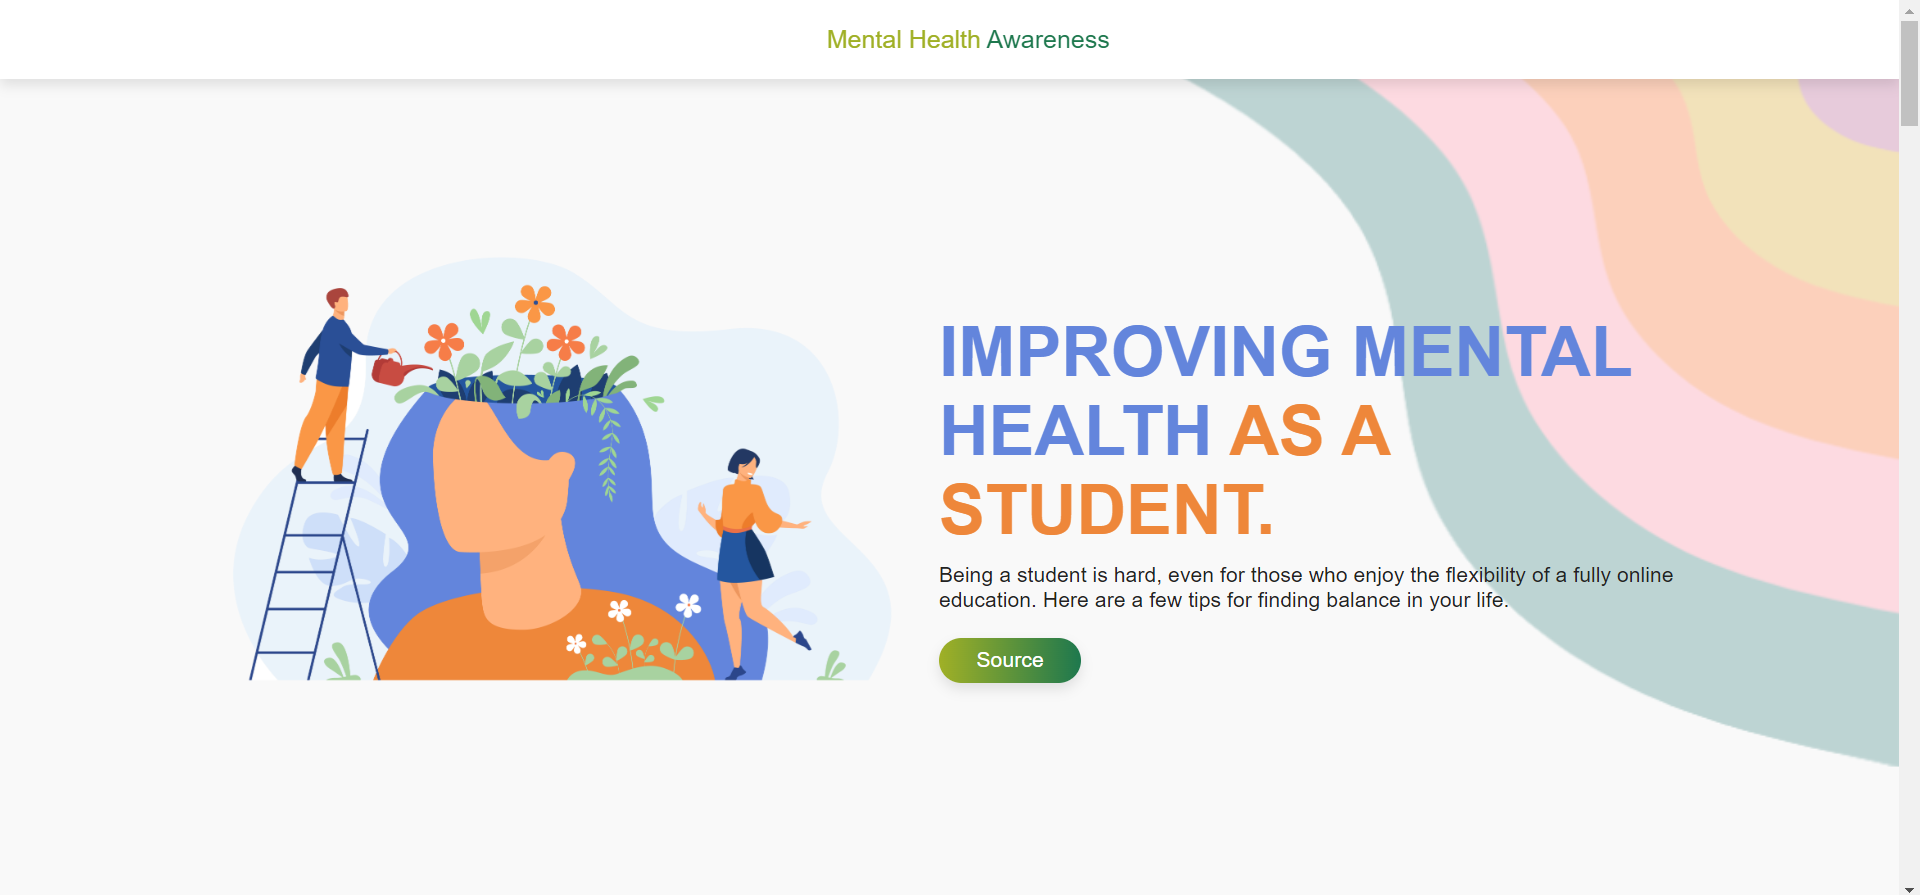 Mental Health Awareness
IMPROVING MENTAL
HEALTH AS A
STUDENT.
Being a student is hard, even for those who enjoy the flexibility of a fully online
education. Here are a few tips for finding balance in your life.
Source